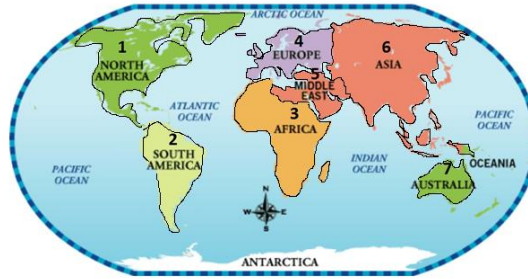 ARCTIC OCEAN
1
NORTH
AMERICA
4
EUROPE
6
ASIA
5
MIDDLE
EAST
ATLANTIC
OCEAN
3
AFRICA
PACIFIC
OCEAN
2
SOUTH
AMERICA
PACIFIC
OCEAN
INDIAN
OCEAN
OCEANIA
7
AUSTRALIA
N
W
E
S
ANTARCTICA